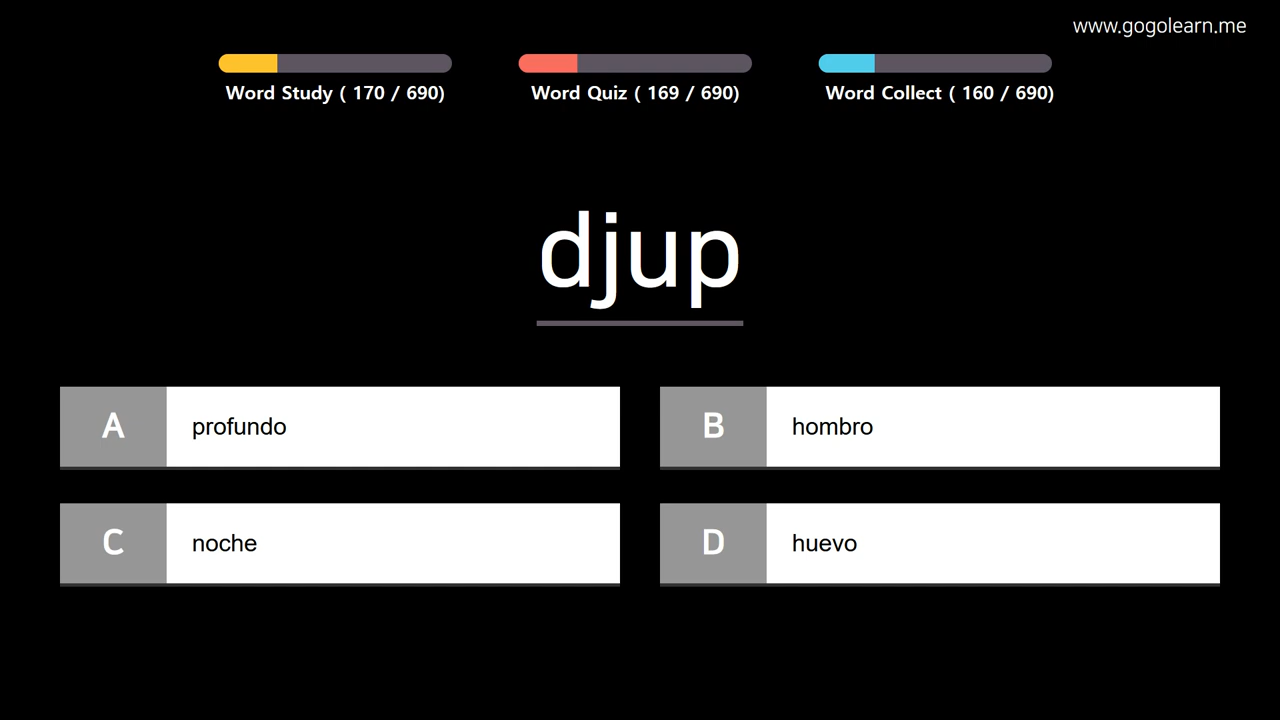 www.gogolearn.me
Word Study ( 170 / 690)
Word Quiz ( 169 / 690)
Word Collect ( 160 / 690)
djup
A profundo
B hombro
C noche
D huevo